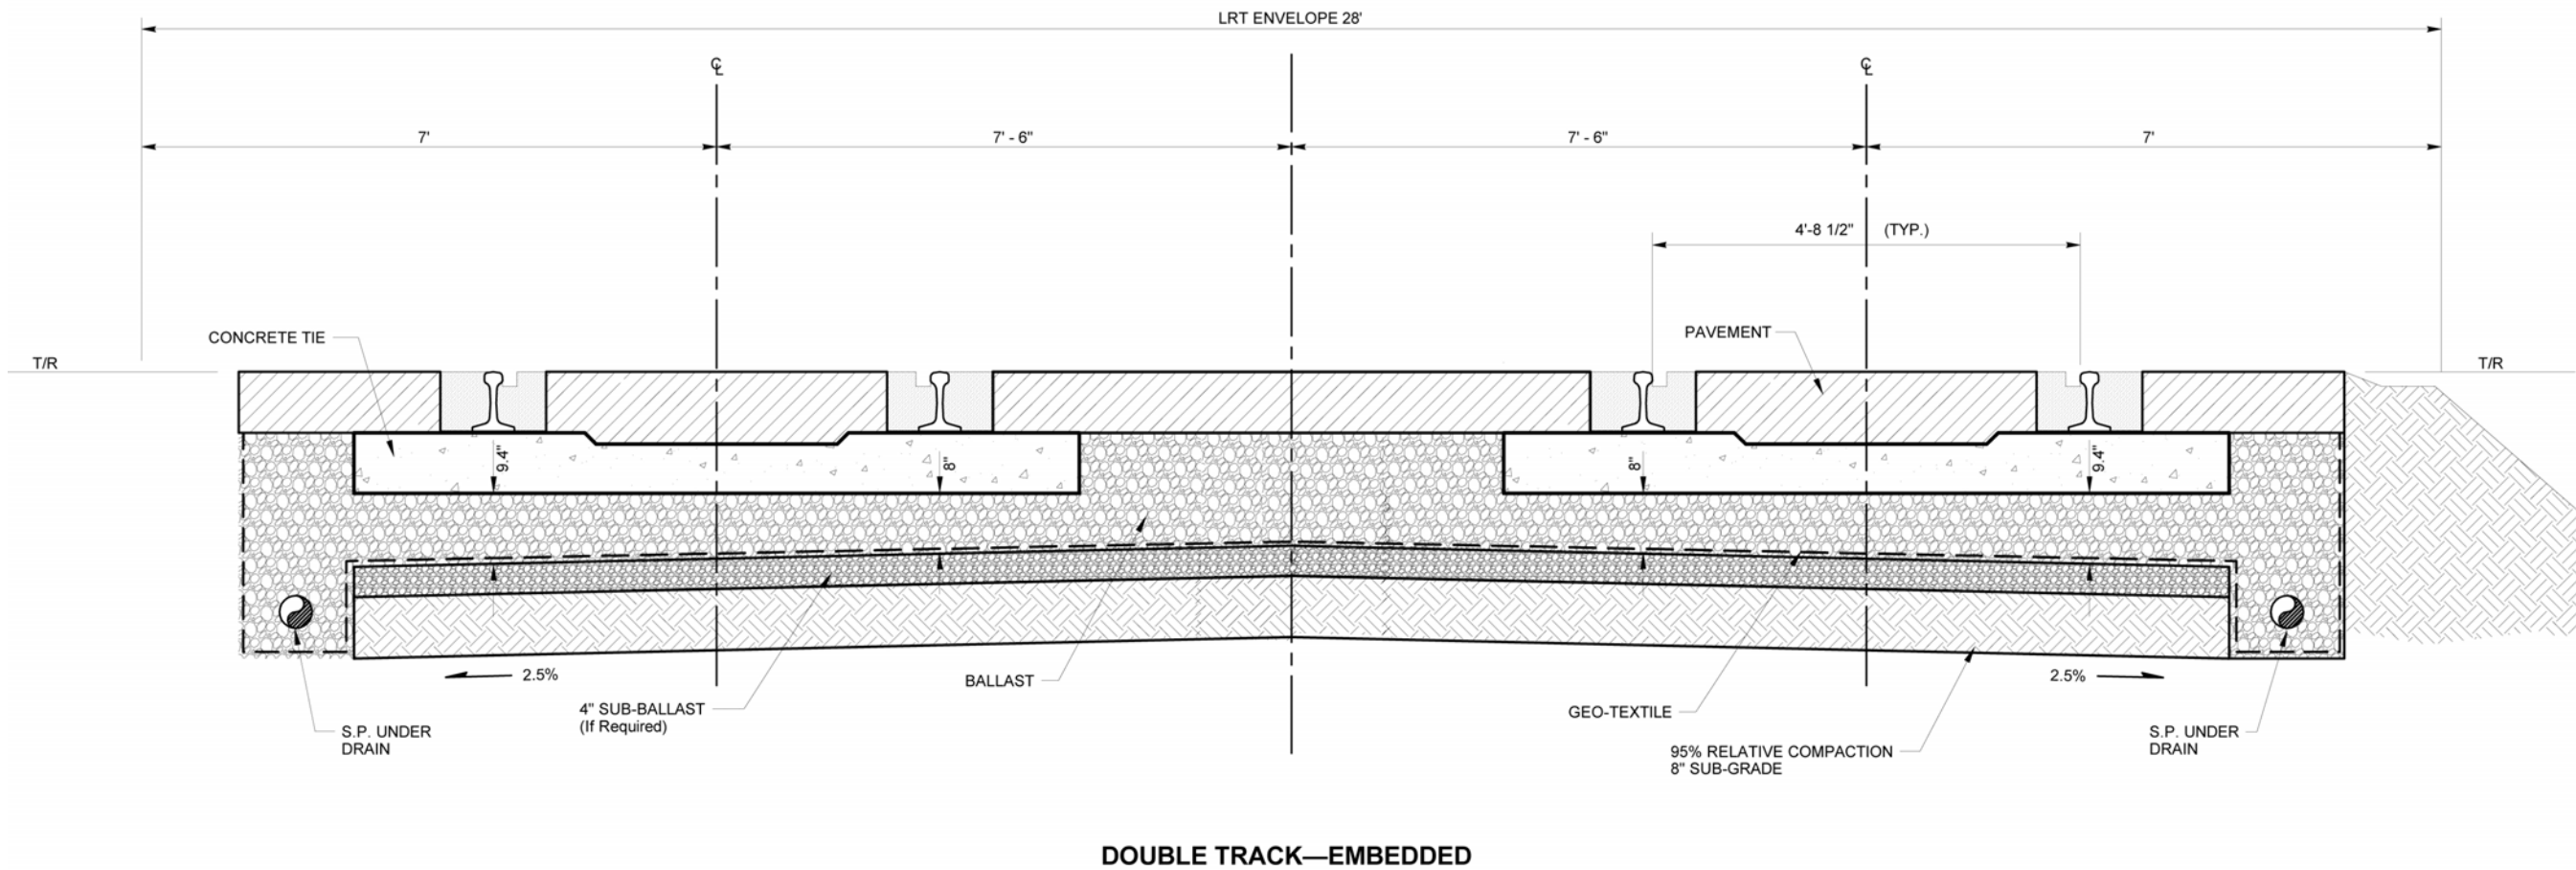 LRT ENVELOPE 28'
℄
℄
7'
7' - 6"
7' - 6"
7'
4'-8 1/2" (TYP.)
CONCRETE TIE
PAVEMENT
T/R
T/R
9.4"
8"
8"
9.4"
2.5%
2.5%
BALLAST
4" SUB-BALLAST
(If Required)
GEO-TEXTILE
S.P. UNDER
DRAIN
S.P. UNDER
DRAIN
95% RELATIVE COMPACTION
8" SUB-GRADE
DOUBLE TRACK—EMBEDDED